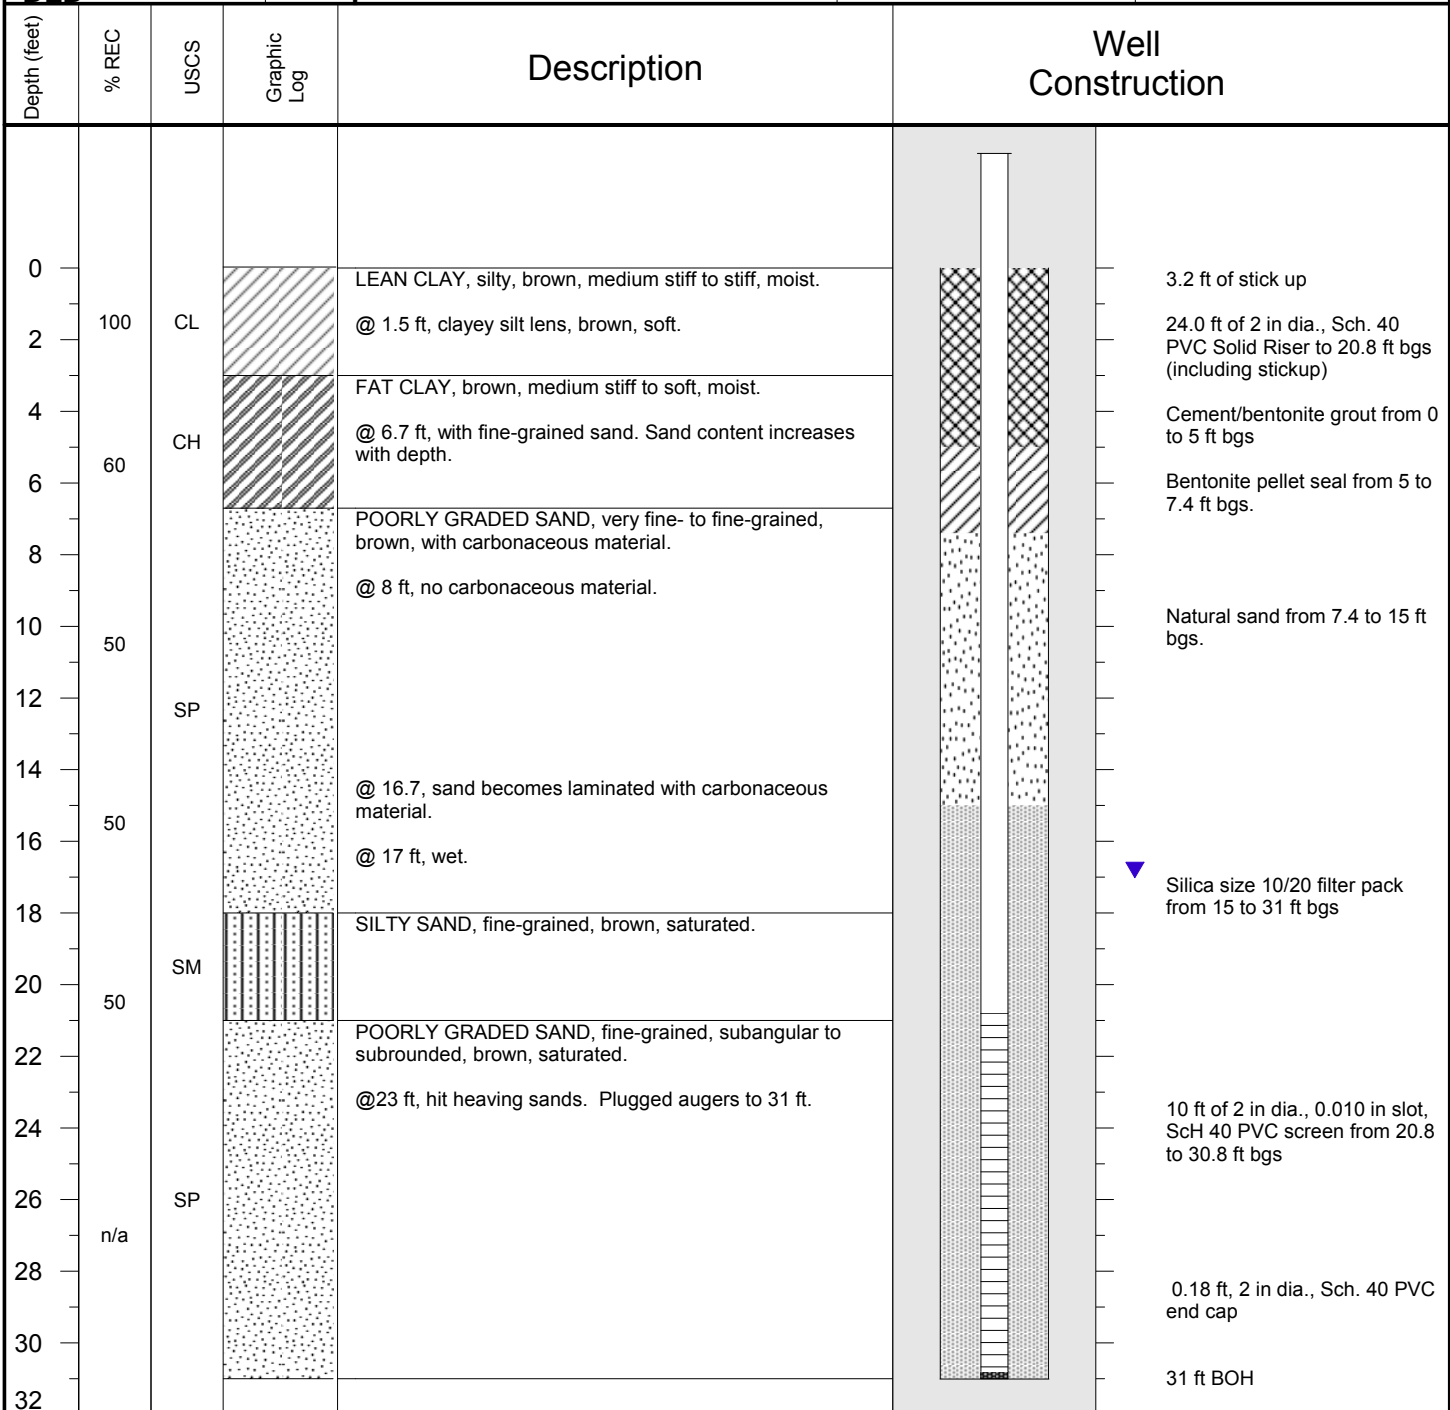 Depth (feet)
% REC
USCS
Graphic
Log
Description
Well
Construction
0
2
4
6
8
10
12
14
16
18
20
22
24
26
28
30
32
100
60
50
50
50
n/a
CL
CH
SP
SM
SP
LEAN CLAY, silty, brown, medium stiff to stiff, moist.
@ 1.5 ft, clayey silt lens, brown, soft.
FAT CLAY, brown, medium stiff to soft, moist.
@ 6.7 ft, with fine-grained sand. Sand content increases
with depth.
POORLY GRADED SAND, very fine- to fine-grained,
brown, with carbonaceous material.
@ 8 ft, no carbonaceous material.
@ 16.7, sand becomes laminated with carbonaceous
material.
@ 17 ft, wet.
SILTY SAND, fine-grained, brown, saturated.
POORLY GRADED SAND, fine-grained, subangular to
subrounded, brown, saturated.
@23 ft, hit heaving sands.  Plugged augers to 31 ft.
3.2 ft of stick up
24.0 ft of 2 in dia., Sch. 40
PVC Solid Riser to 20.8 ft bgs
(including stickup)
Cement/bentonite grout from 0
to 5 ft bgs
Bentonite pellet seal from 5 to
7.4 ft bgs.
Natural sand from 7.4 to 15 ft
bgs.
Silica size 10/20 filter pack
from 15 to 31 ft bgs
10 ft of 2 in dia., 0.010 in slot,
ScH 40 PVC screen from 20.8
to 30.8 ft bgs
0.18 ft, 2 in dia., Sch. 40 PVC
end cap
31 ft BOH